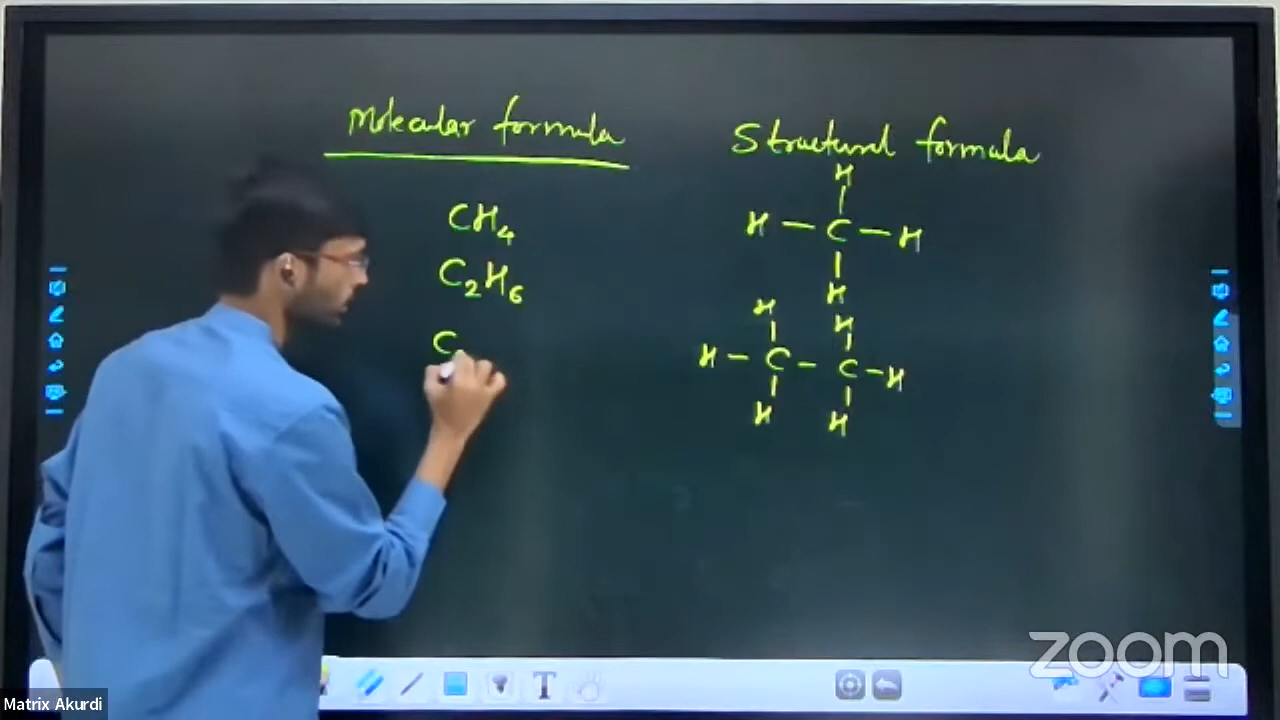 Molecular formula
Structural formula
CH₄
C₂H₆
C
H
H — C — H
H
H H
H — C — C — H
H H
zoom
T
Matrix Akurdi